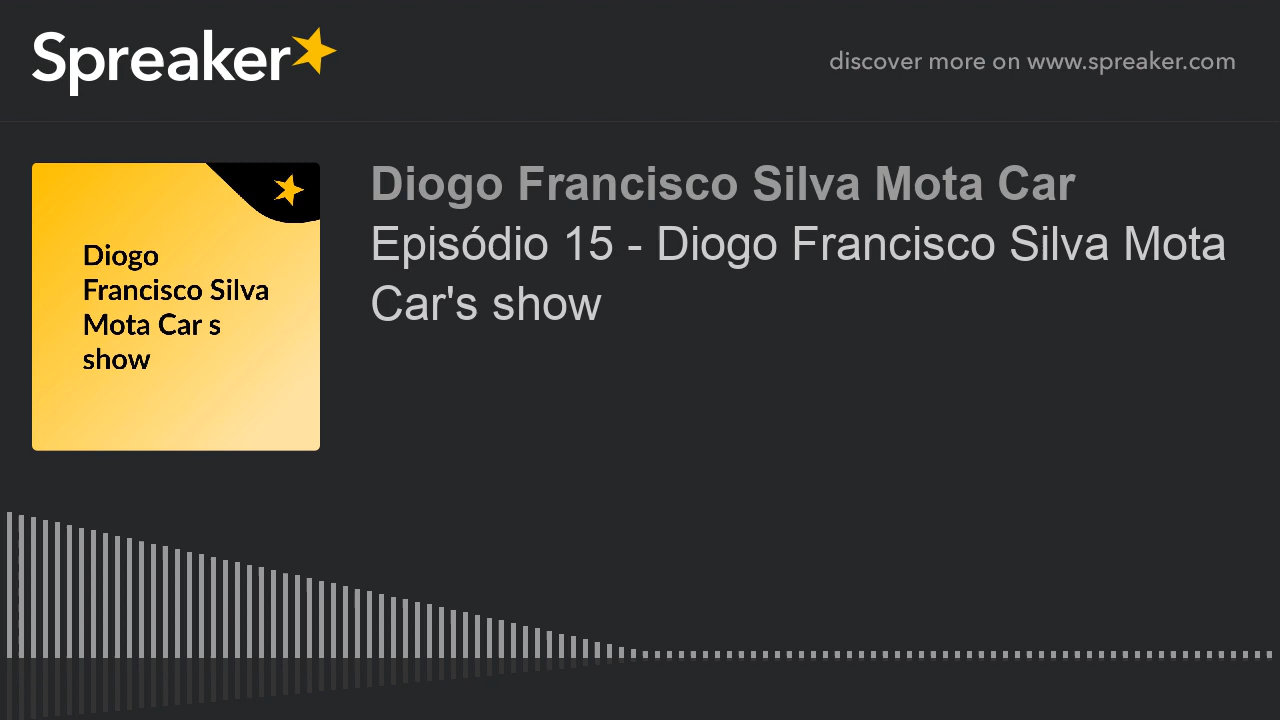 Spreaker
discover more on www.spreaker.com
Diogo
Francisco Silva
Mota Car s
show
Diogo Francisco Silva Mota Car
Episódio 15 - Diogo Francisco Silva Mota
Car's show